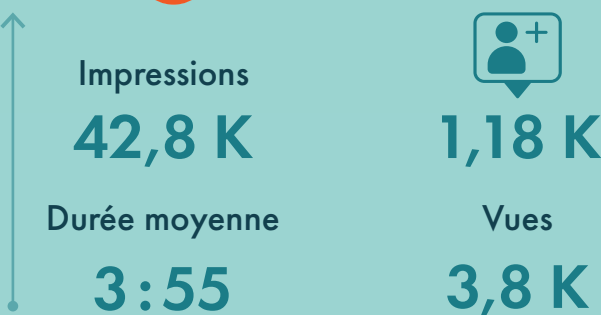 Impressions
42,8 K
1,18 K
Durée moyenne
Vues
3:55
3,8 K